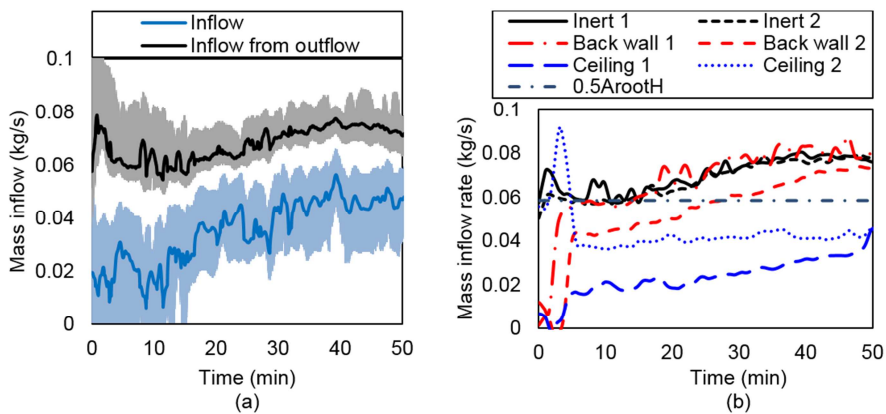 Inflow
Inflow from outflow
0.1
0.08
0.06
0.04
0.02
0
Mass inflow (kg/s)
0 10 20 30 40 50
Time (min)
(a)
Inert 1 Inert 2
Back wall 1 Back wall 2
Ceiling 1 Ceiling 2
0.5ArootH
0.1
0.08
0.06
0.04
0.02
0
Mass inflow rate (kg/s)
0 10 20 30 40 50
Time (min)
(b)